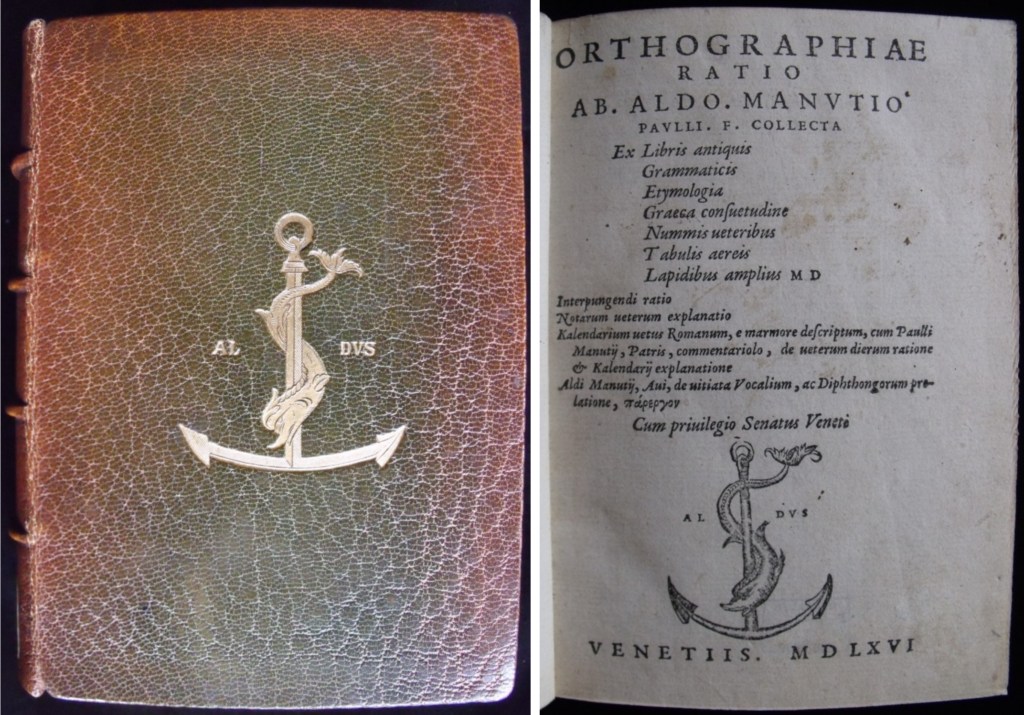 AL DVS
ORTHOGRAPHIAE
RATIO
AB. ALDO. MANVTIO
PAVLLI. F. COLLECTA
Ex Libris antiquis
Grammaticis
Etymologia
Graeca conſuetudine
Nummis ueteribus
Tabulis aereis
Lapidibus amplius M D
Interpungendi ratio
Notarum ueterum explanatio
Kalendarium uetus Romanum, e marmore deſcriptum, cum Paulli
Manutij, Patris, commentariolo, de ueterum dierum ratione
& Kalendarij explanatione
Aldi Manutij, Aui, de uitiata Vocalium, ac Diphthongorum pro-
latione, πάρεργον
Cum priuilegio Senatus Veneti
AL DVS
VENETIIS. MDLXVI